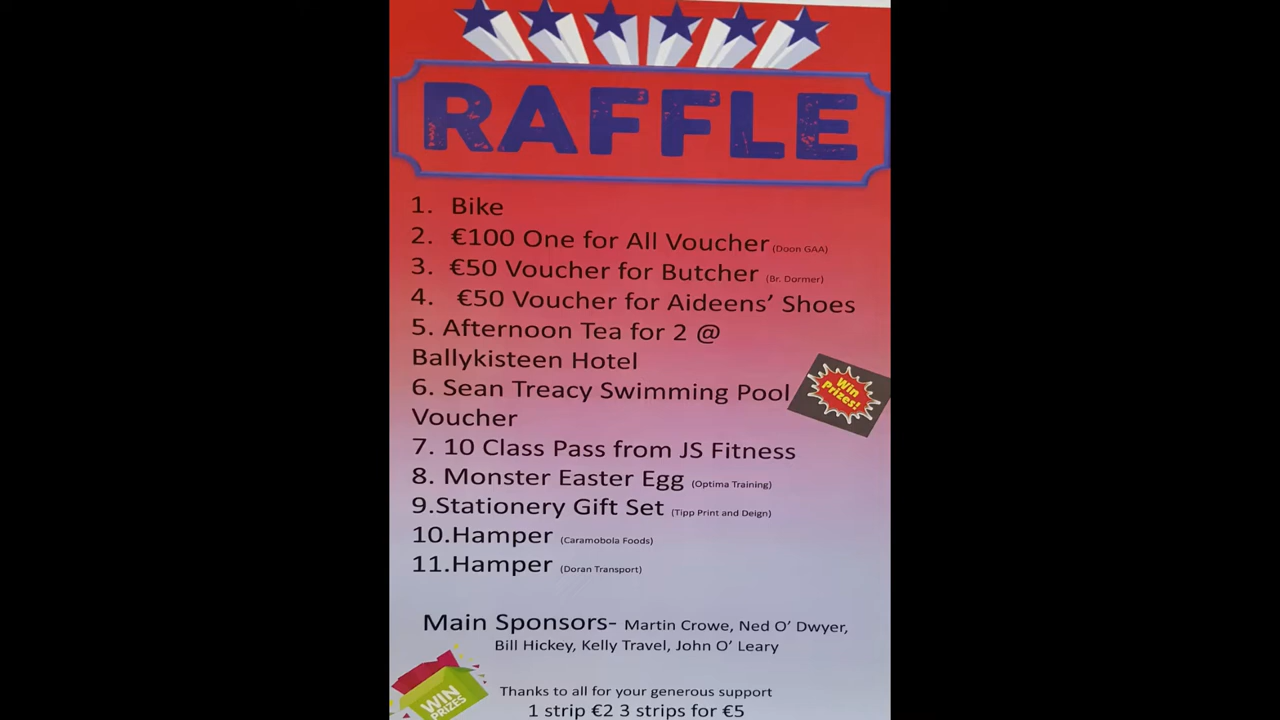 RAFFLE
1. Bike
2. €100 One for All Voucher (Doon GAA)
3. €50 Voucher for Butcher (Br. Dormer)
4. €50 Voucher for Aideens’ Shoes
5. Afternoon Tea for 2 @
Ballykisteen Hotel
6. Sean Treacy Swimming Pool
Voucher
Win
Prizes!
7. 10 Class Pass from JS Fitness
8. Monster Easter Egg (Optima Training)
9.Stationery Gift Set (Tipp Print and Deign)
10.Hamper (Caramobola Foods)
11.Hamper (Doran Transport)
Main Sponsors- Martin Crowe, Ned O’ Dwyer,
Bill Hickey, Kelly Travel, John O’ Leary
WIN
PRIZES
Thanks to all for your generous support
1 strip €2 3 strips for €5